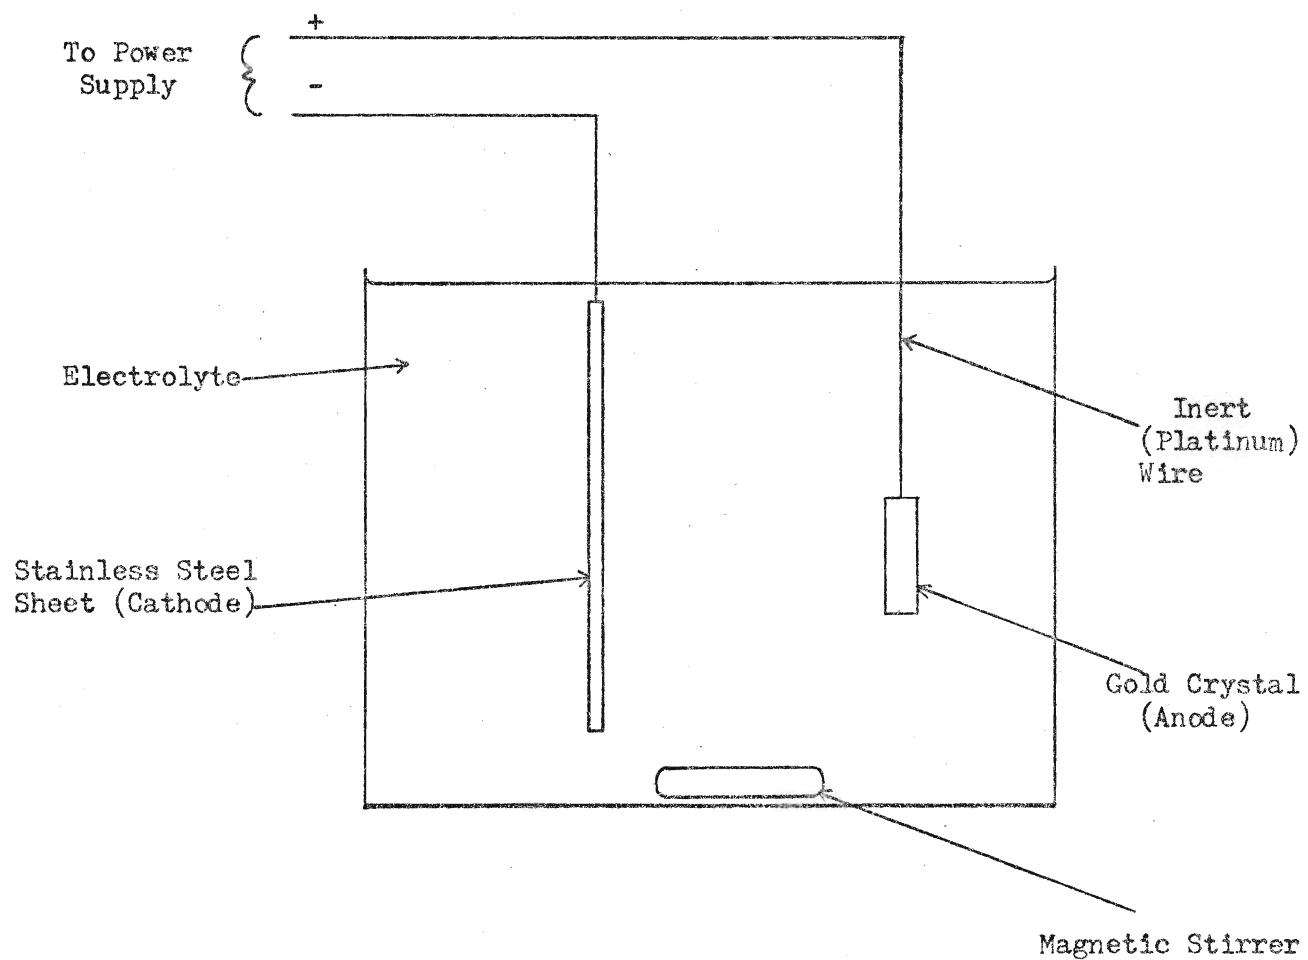 +
To Power
Supply
-
Electrolyte
Inert
(Platinum)
Wire
Stainless Steel
Sheet (Cathode)
Gold Crystal
(Anode)
Magnetic Stirrer